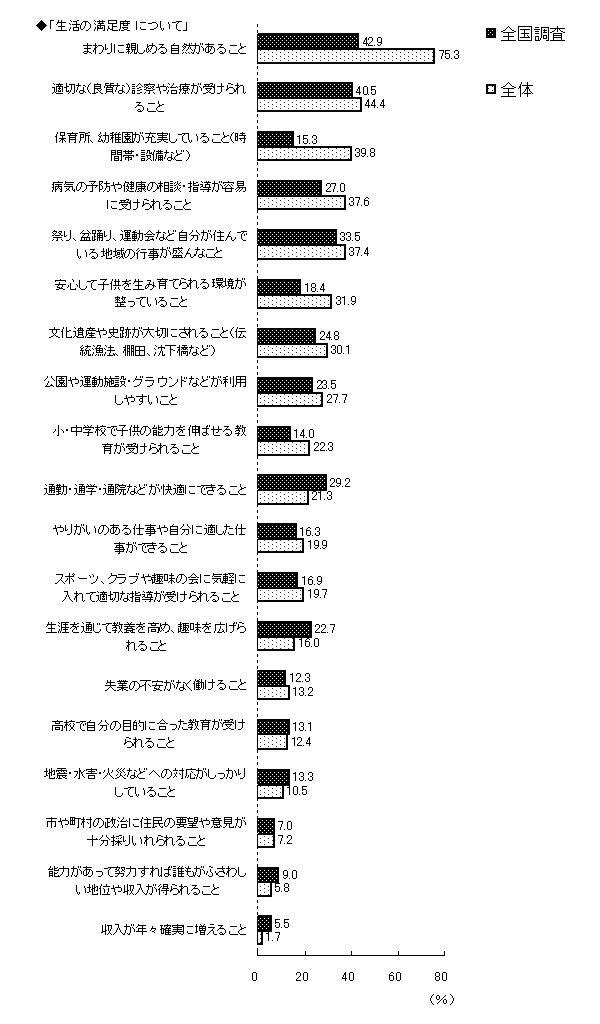 ◆「生活の満足度 について」
全国調査
全体
まわりに親しめる自然があること
42.9
75.3
適切な(良質な)診察や治療が受けられ
ること
40.5
44.4
保育所、幼稚園が充実していること(時
間帯・設備など)
15.3
39.8
病気の予防や健康の相談・指導が容易
に受けられること
27.0
37.6
祭り、盆踊り、運動会など自分が住んで
いる地域の行事が盛んなこと
33.5
37.4
安心して子供を生み育てられる環境が
整っていること
18.4
31.9
文化遺産や史跡が大切にされること(伝
統漁法、棚田、沈下橋など)
24.8
30.1
公園や運動施設・グラウンドなどが利用
しやすいこと
23.5
27.7
小・中学校で子供の能力を伸ばせる教
育が受けられること
14.0
22.3
通勤・通学・通院などが快適にできること
29.2
21.3
やりがいのある仕事や自分に適した仕
事ができること
16.3
19.9
スポーツ、クラブや趣味の会に気軽に
入れて適切な指導が受けられること
16.9
19.7
生涯を通じて教養を高め、趣味を広げら
れること
22.7
16.0
失業の不安がなく働けること
12.3
13.2
高校で自分の目的に合った教育が受け
られること
13.1
12.4
地震・水害・火災などへの対応がしっかり
していること
13.3
10.5
市や町村の政治に住民の要望や意見が
十分採りいれられること
7.0
7.2
能力があって努力すれば誰もがふさわし
い地位や収入が得られること
9.0
5.8
収入が年々確実に増えること
5.5
1.7
0 20 40 60 80
(%)